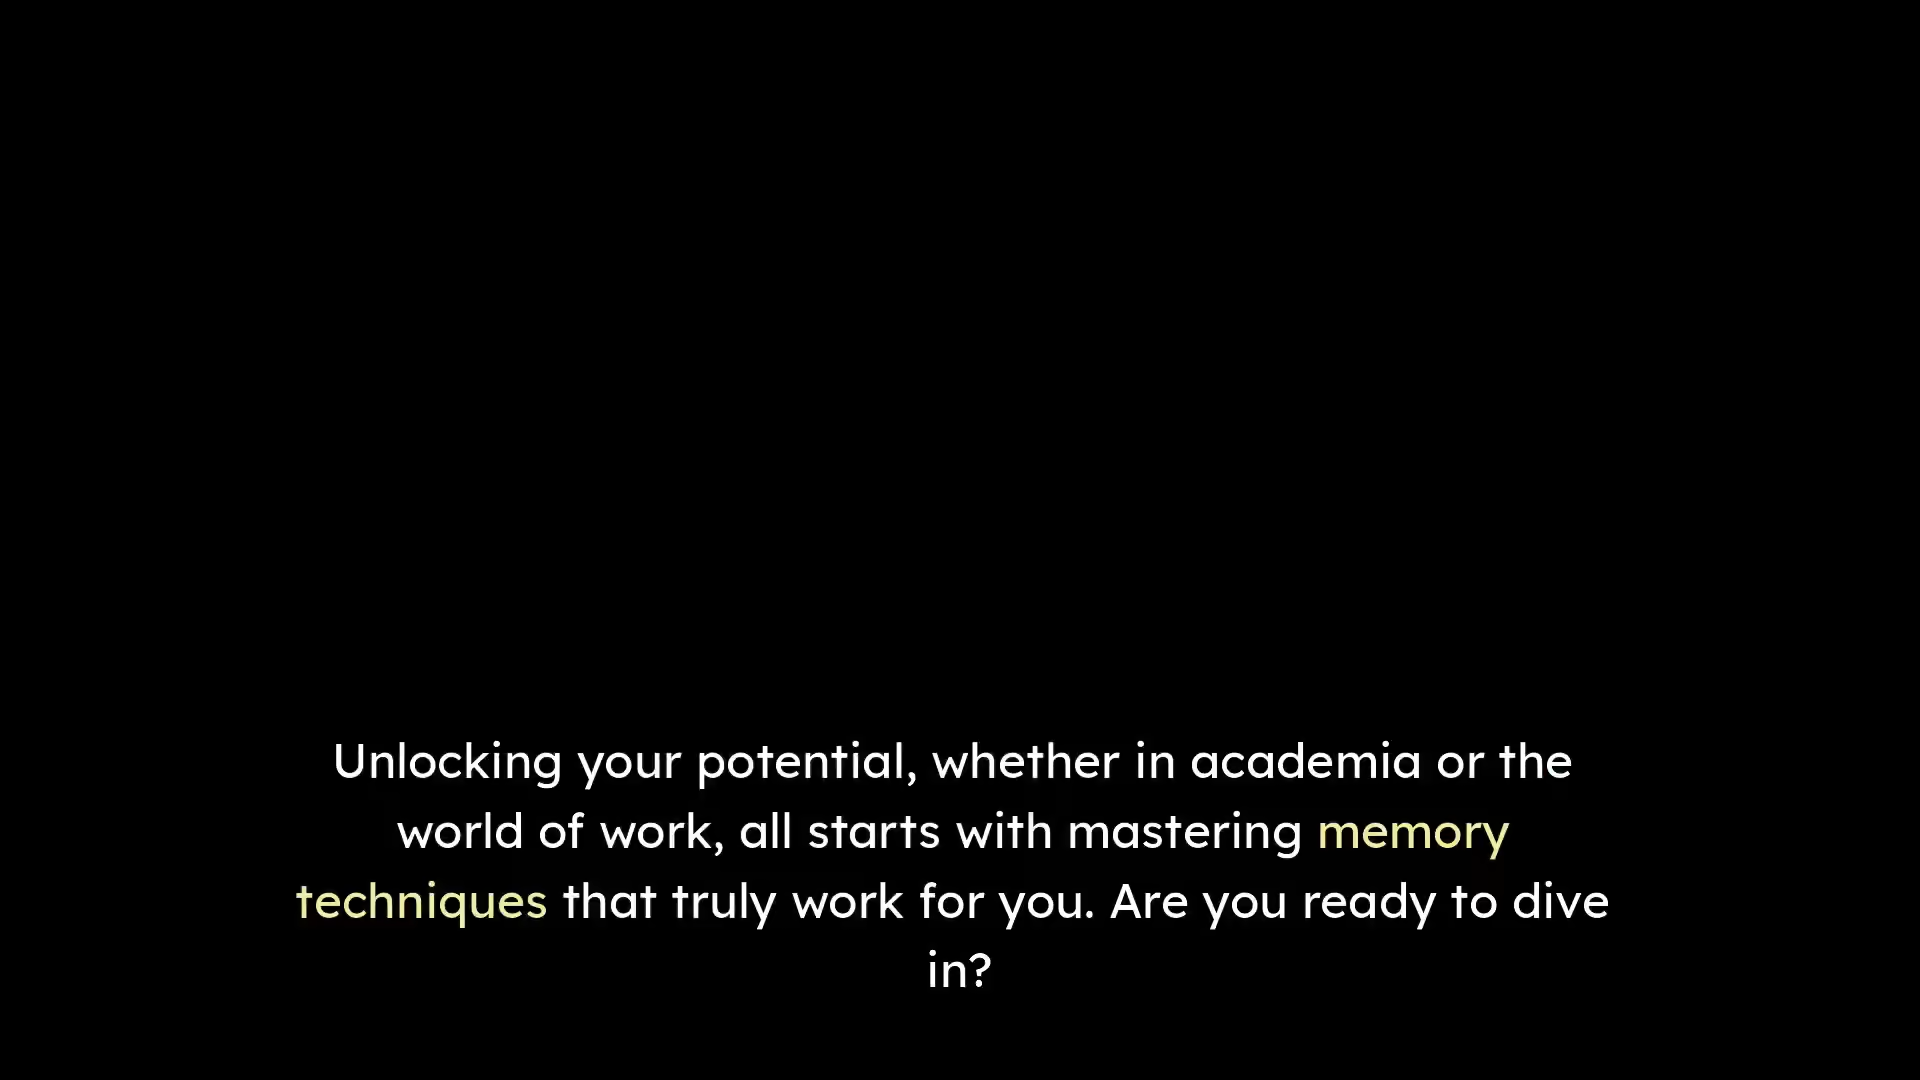 Unlocking your potential, whether in academia or the
world of work, all starts with mastering memory
techniques that truly work for you. Are you ready to dive
in?